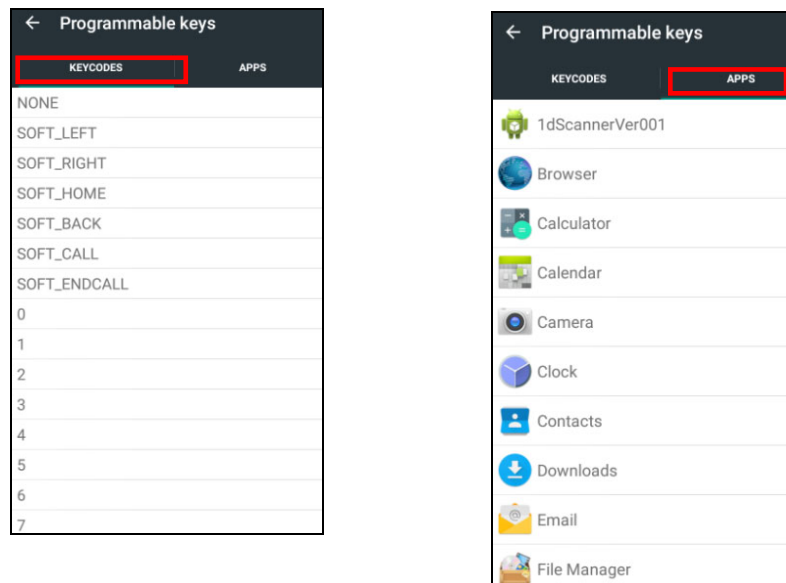 Programmable keys
KEYCODES APPS
NONE
SOFT_LEFT
SOFT_RIGHT
SOFT_HOME
SOFT_BACK
SOFT_CALL
SOFT_ENDCALL
0
1
2
3
4
5
6
7
Programmable keys
KEYCODES APPS
1dScannerVer001
Browser
Calculator
Calendar
Camera
Clock
Contacts
Downloads
Email
File Manager